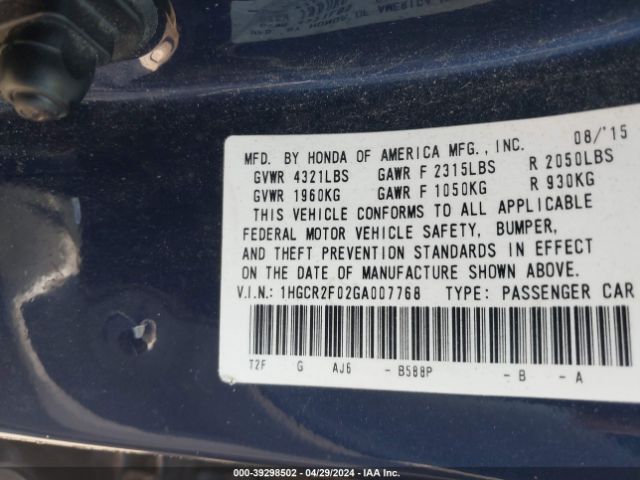 MFD. BY HONDA OF AMERICA MFG., INC. 08/'15
GVWR 4321LBS GAWR F 2315LBS R 2050LBS
GVWR 1960KG GAWR F 1050KG R 930KG
THIS VEHICLE CONFORMS TO ALL APPLICABLE
FEDERAL MOTOR VEHICLE SAFETY, BUMPER,
AND THEFT PREVENTION STANDARDS IN EFFECT
ON THE DATE OF MANUFACTURE SHOWN ABOVE.
V.I.N.: 1HGCR2F02GA007768 TYPE: PASSENGER CAR
T2F G AJ6 - B588P - B - A
000-39298502 / 04/29/2024 - IAA Inc.